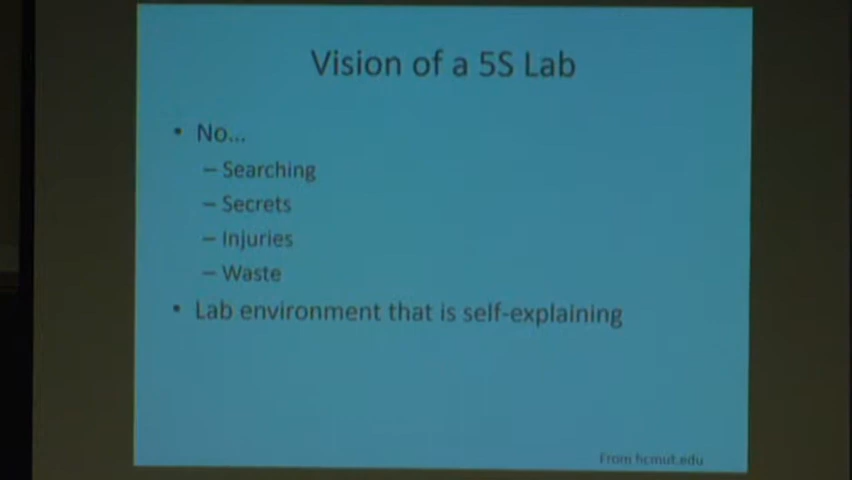 Vision of a 5S Lab
• No...
– Searching
– Secrets
– Injuries
– Waste
• Lab environment that is self-explaining
From hcmut.edu